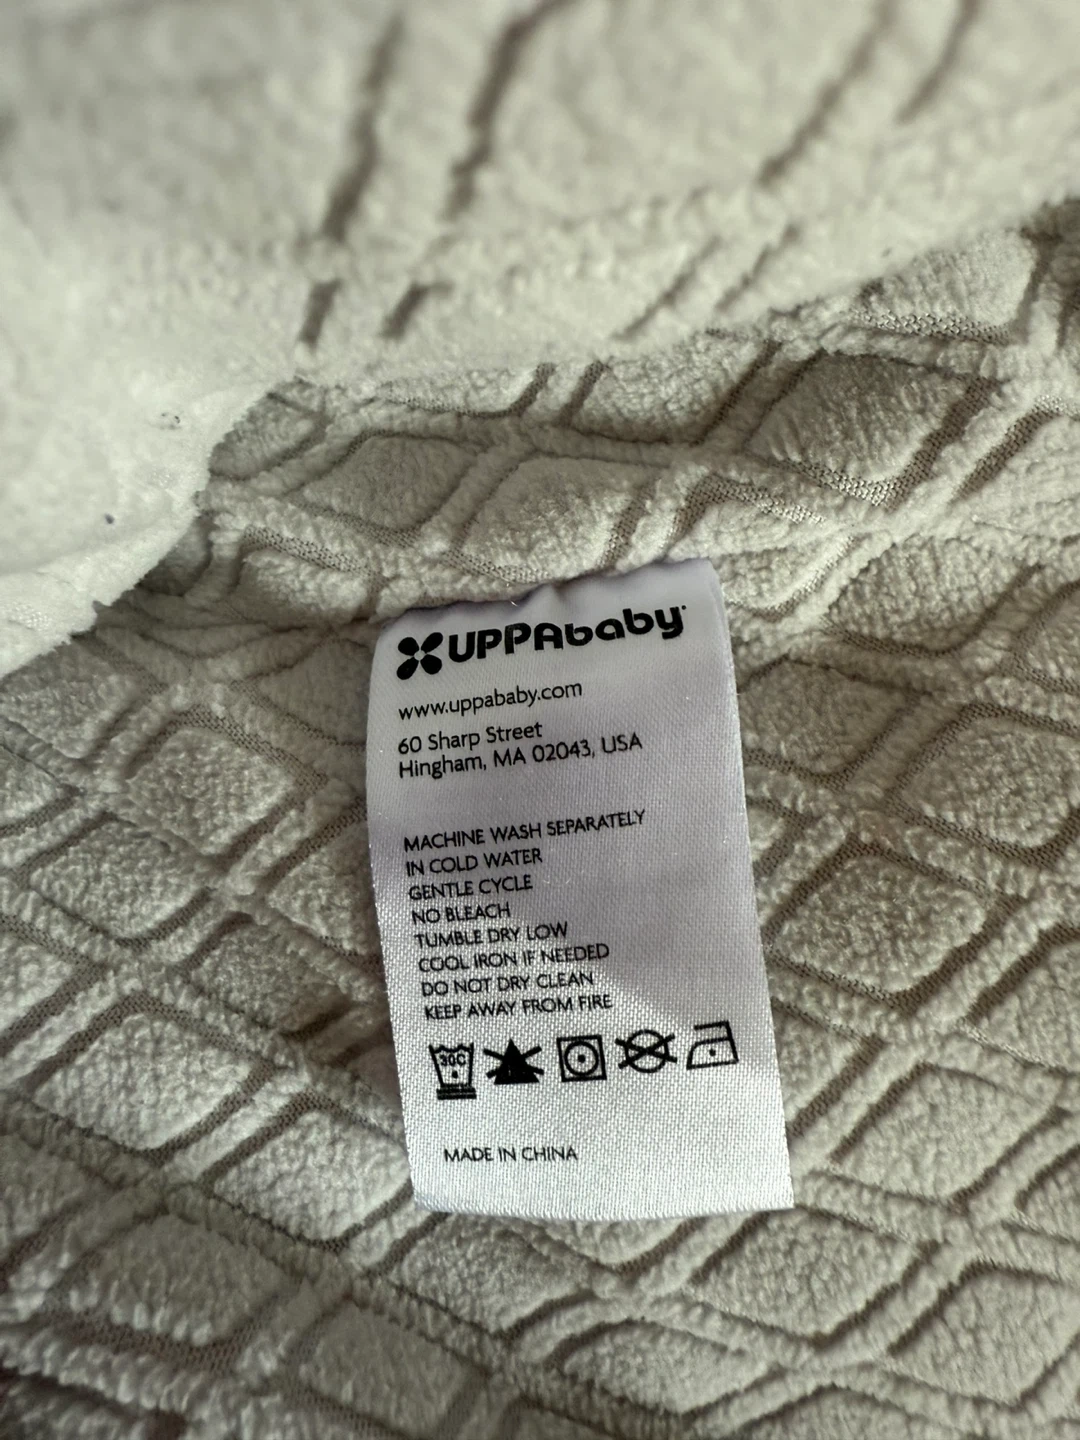 UPPAbaby
www.uppababy.com
60 Sharp Street
Hingham, MA 02043, USA
MACHINE WASH SEPARATELY
IN COLD WATER
GENTLE CYCLE
NO BLEACH
TUMBLE DRY LOW
COOL IRON IF NEEDED
DO NOT DRY CLEAN
KEEP AWAY FROM FIRE
30C
MADE IN CHINA